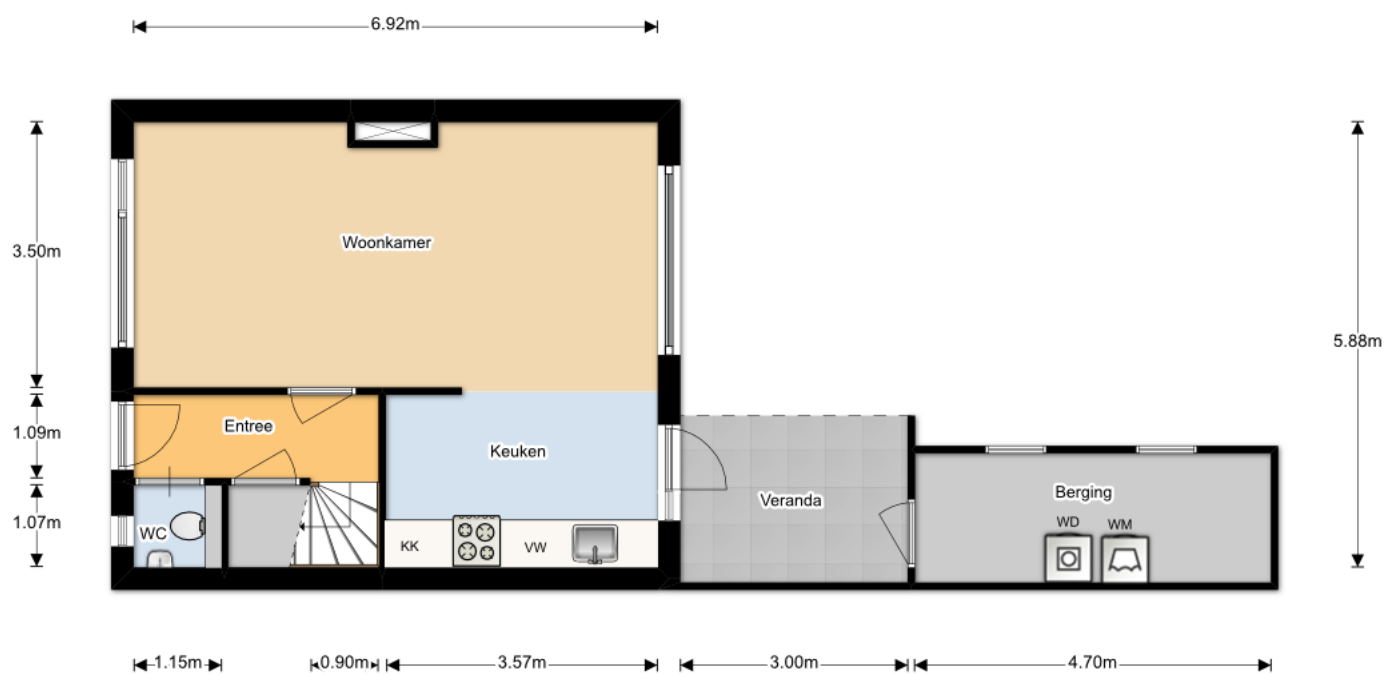 6.92m
3.50m
Woonkamer
5.88m
1.09m
Entree
Keuken
Veranda
Berging
1.07m
WC
KK
VW
WD
WM
1.15m
0.90m
3.57m
3.00m
4.70m